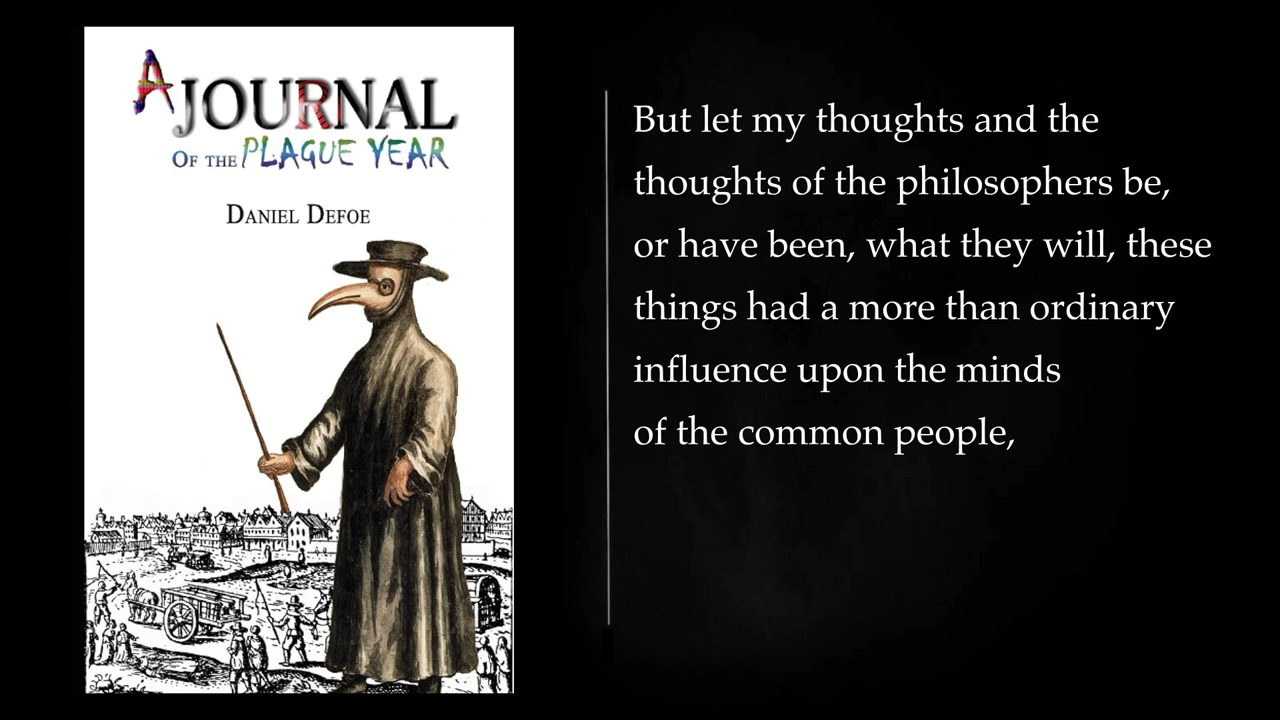 A JOURNAL
OF THE PLAGUE YEAR
DANIEL DEFOE
But let my thoughts and the
thoughts of the philosophers be,
or have been, what they will, these
things had a more than ordinary
influence upon the minds
of the common people,